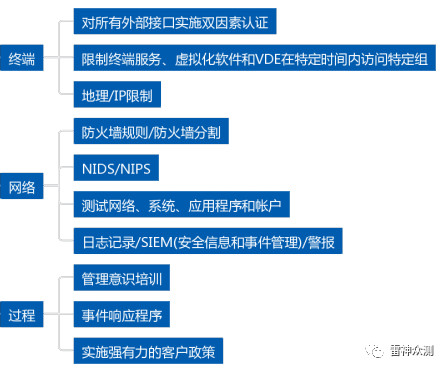 终端
对所有外部接口实施双因素认证
限制终端服务、虚拟化软件和VDE在特定时间内访问特定组
地理/IP限制
网络
防火墙规则/防火墙分割
NIDS/NIPS
测试网络、系统、应用程序和帐户
日志记录/SIEM(安全信息和事件管理)/警报
过程
管理意识培训
事件响应程序
实施强有力的客户政策
雷神众测